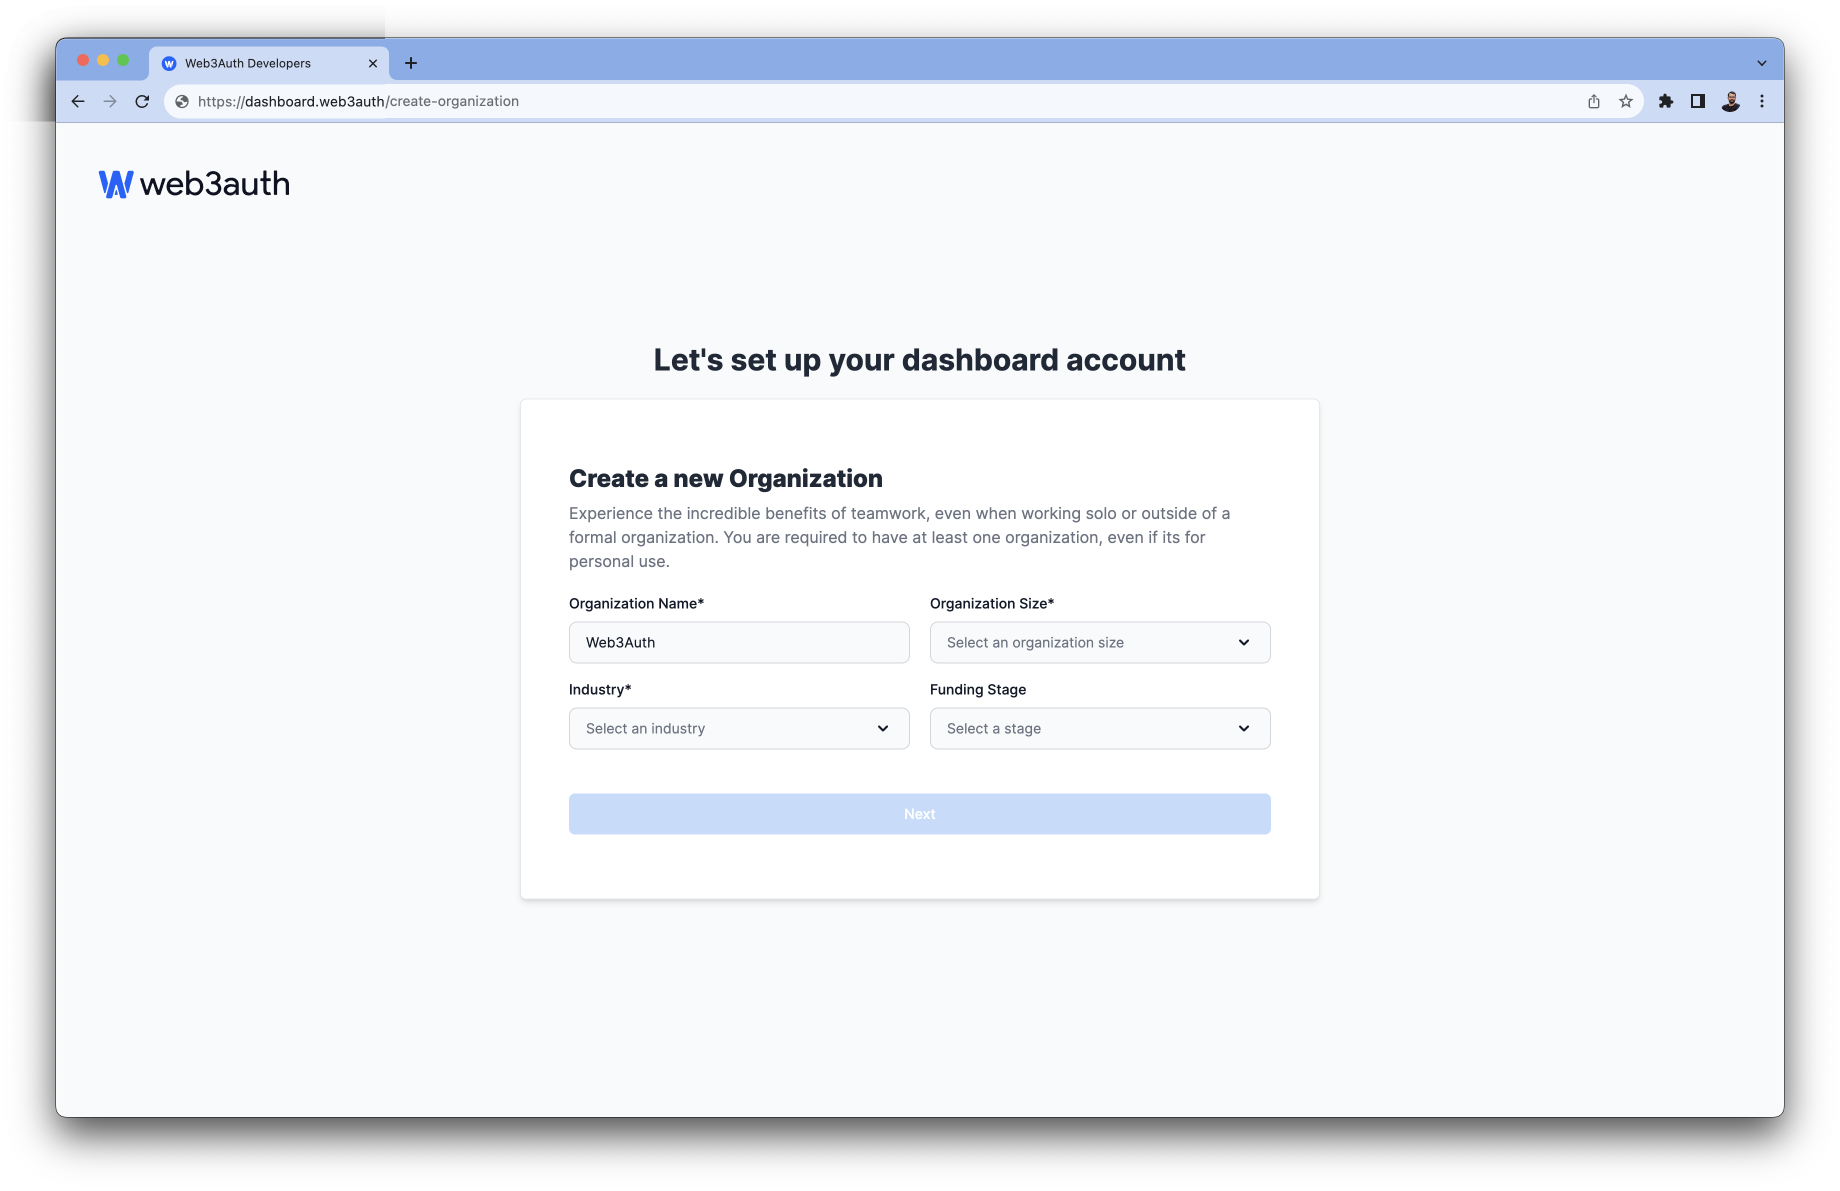 Web3Auth Developers
https://dashboard.web3auth/create-organization
web3auth
Let's set up your dashboard account
Create a new Organization
Experience the incredible benefits of teamwork, even when working solo or outside of a
formal organization. You are required to have at least one organization, even if its for
personal use.
Organization Name*
Organization Size*
Web3Auth
Select an organization size
Industry*
Funding Stage
Select an industry
Select a stage
Next